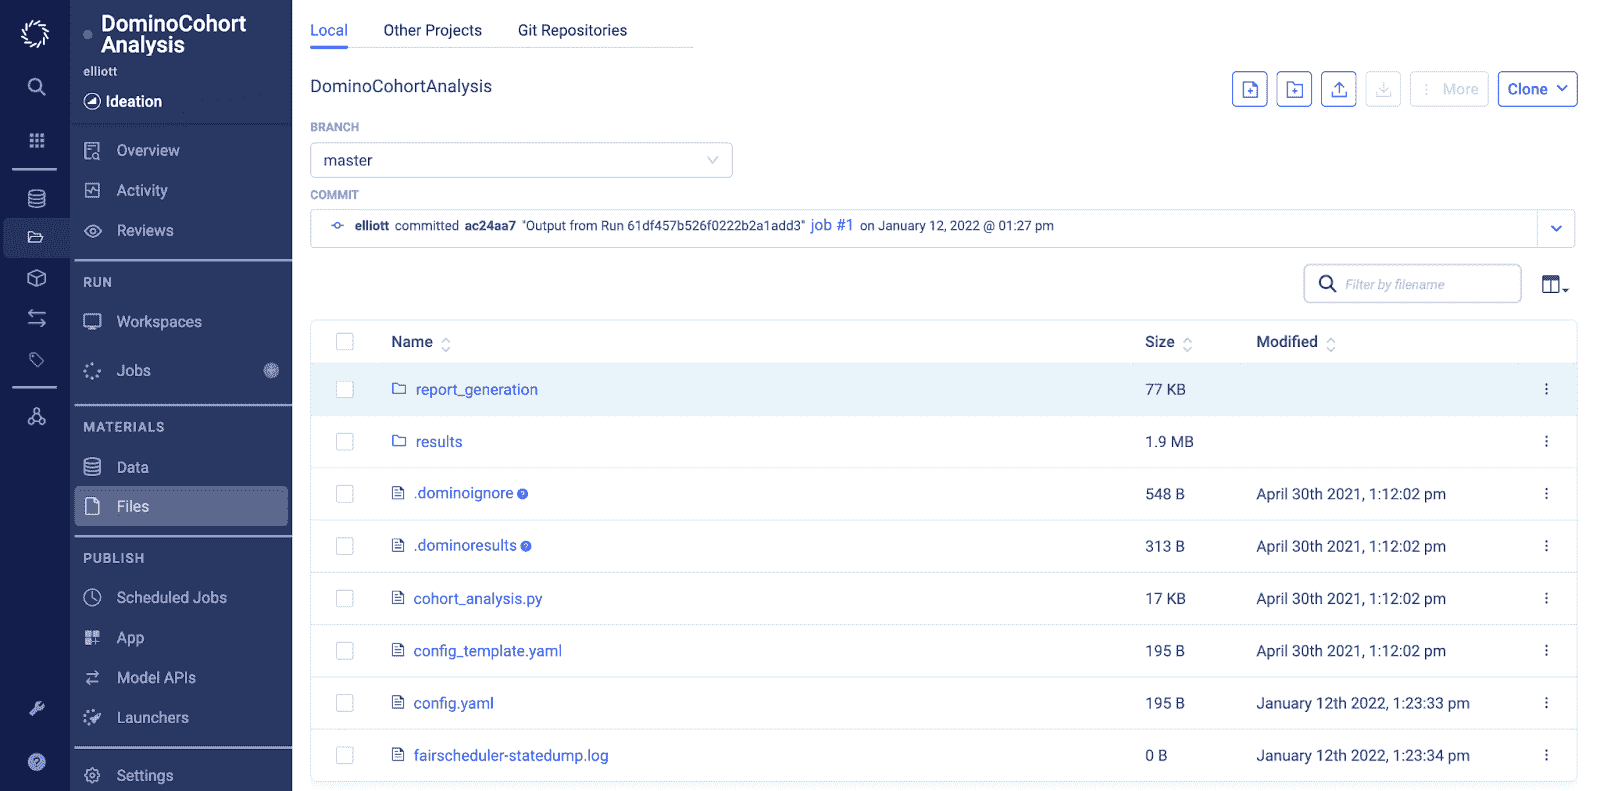 DominoCohort
Analysis
elliott
Ideation
Overview
Activity
Reviews
RUN
Workspaces
Jobs
MATERIALS
Data
Files
PUBLISH
Scheduled Jobs
App
Model APIs
Launchers
Settings
Local Other Projects Git Repositories
DominoCohortAnalysis
More Clone
BRANCH
master
COMMIT
elliott committed ac24aa7 "Output from Run 61df457b526f0222b2a1add3" job #1 on January 12, 2022 @ 01:27 pm
Filter by filename
Name Size Modified
report_generation 77 KB
results 1.9 MB
.dominoignore ? 548 B April 30th 2021, 1:12:02 pm
.dominoresults ? 313 B April 30th 2021, 1:12:02 pm
cohort_analysis.py 17 KB April 30th 2021, 1:12:02 pm
config_template.yaml 195 B April 30th 2021, 1:12:02 pm
config.yaml 195 B January 12th 2022, 1:23:33 pm
fairscheduler-statedump.log 0 B January 12th 2022, 1:23:34 pm